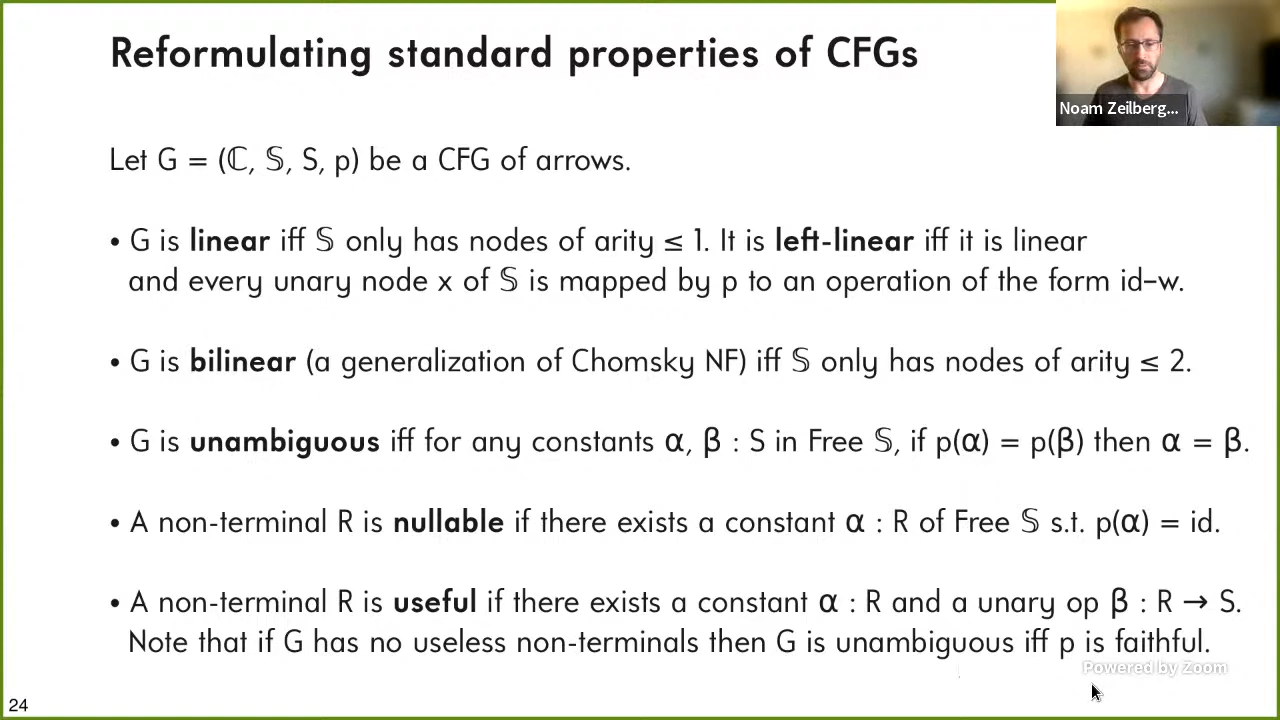 Reformulating standard properties of CFGs
Noam Zeilberg...
Let G = (ℂ, 𝕊, S, p) be a CFG of arrows.
• G is linear iff 𝕊 only has nodes of arity ≤ 1. It is left-linear iff it is linear
and every unary node x of 𝕊 is mapped by p to an operation of the form id–w.
• G is bilinear (a generalization of Chomsky NF) iff 𝕊 only has nodes of arity ≤ 2.
• G is unambiguous iff for any constants α, β : S in Free 𝕊, if p(α) = p(β) then α = β.
• A non-terminal R is nullable if there exists a constant α : R of Free 𝕊 s.t. p(α) = id.
• A non-terminal R is useful if there exists a constant α : R and a unary op β : R → S.
Note that if G has no useless non-terminals then G is unambiguous iff p is faithful.
Powered by Zoom
24